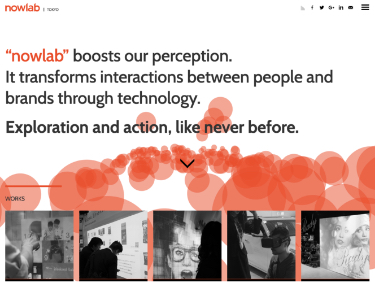 nowlab | TOKYO
“nowlab” boosts our perception.
It transforms interactions between people and
brands through technology.
Exploration and action, like never before.
WORKS